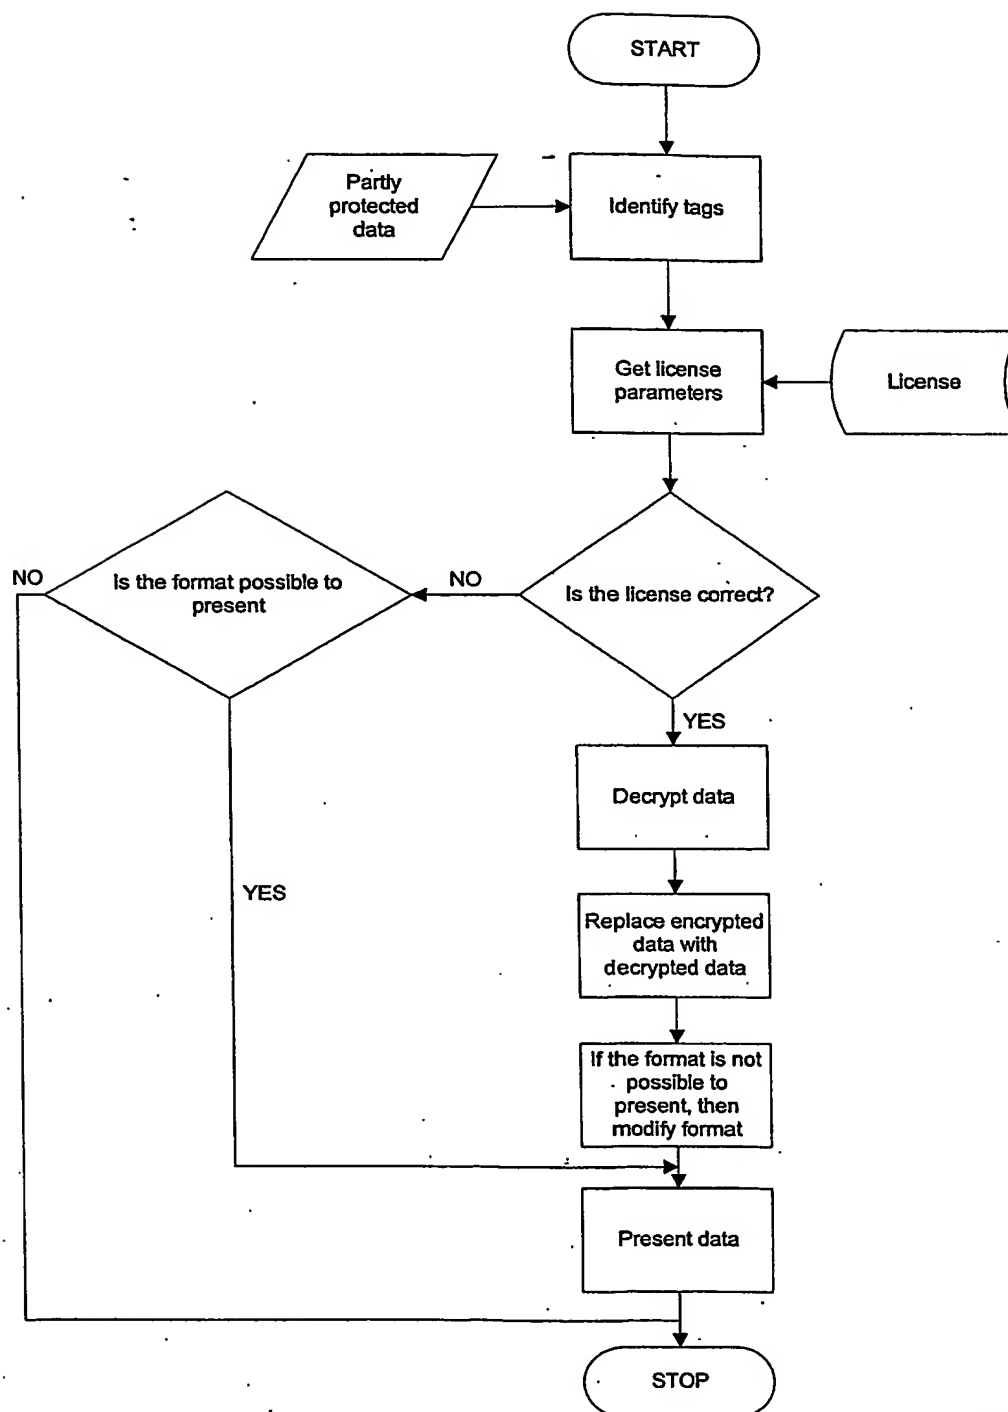 START
Partly
protected
data
Identify tags
Get license
parameters
License
Is the format possible to
present
NO
NO
Is the license correct?
YES
Decrypt data
YES
Replace encrypted
data with
decrypted data
If the format is not
possible to
present, then
modify format
Present data
STOP